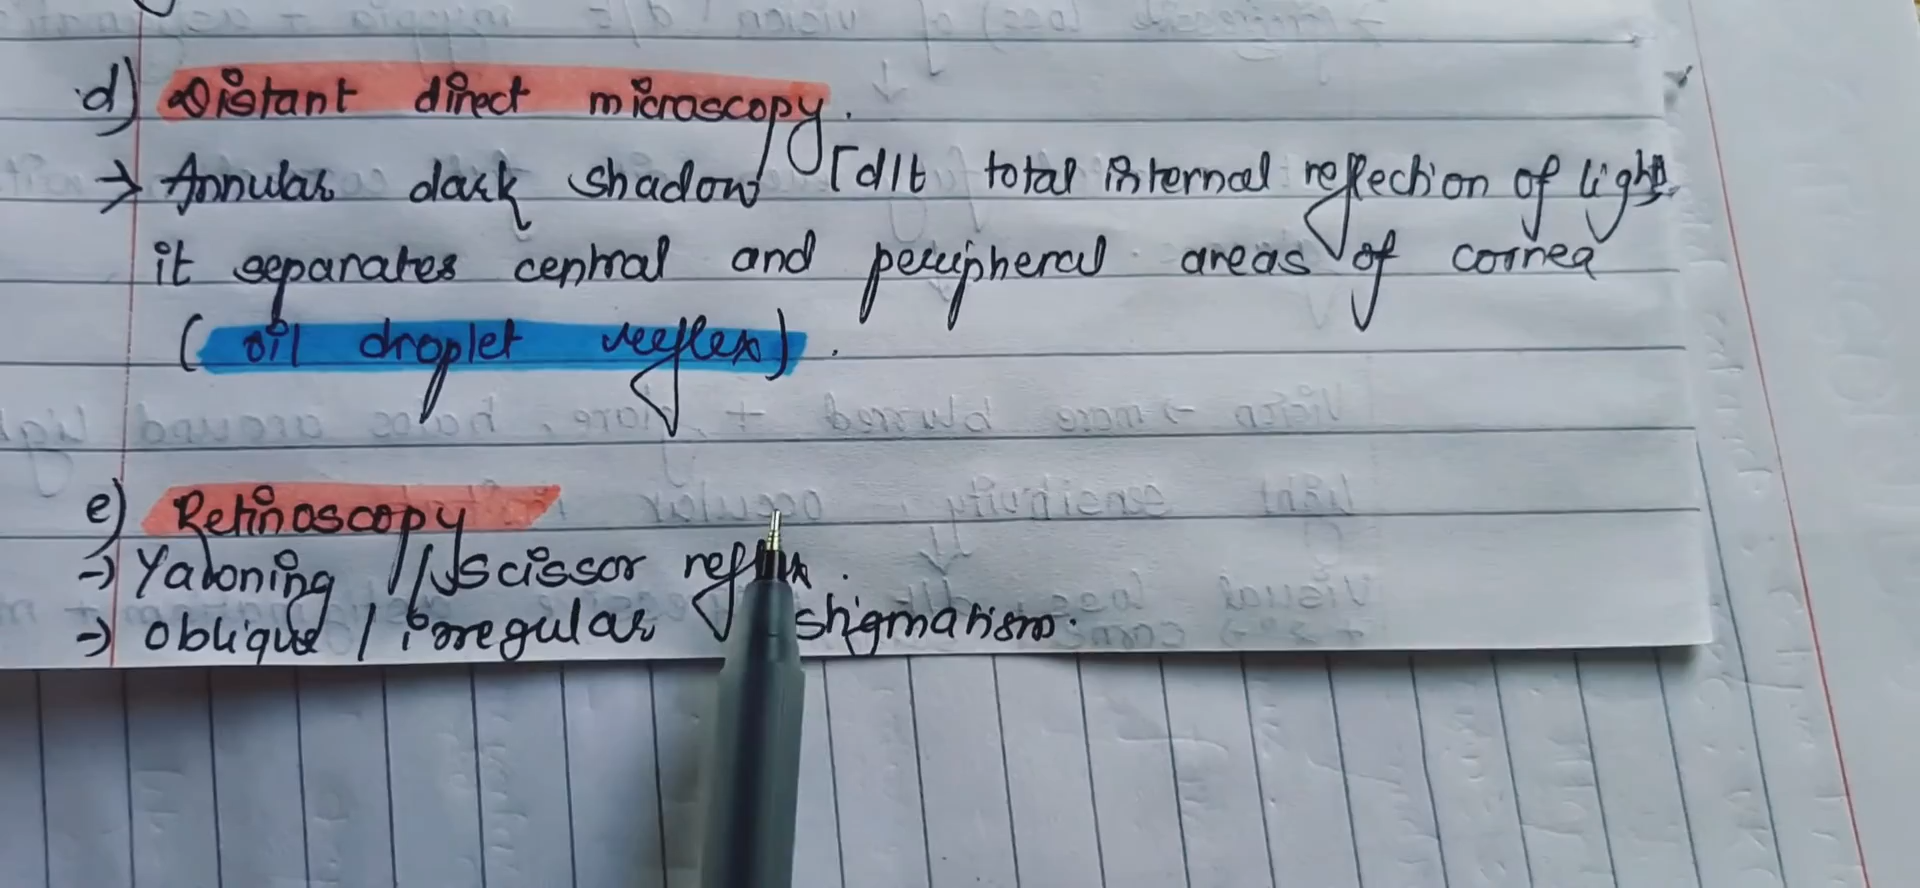 d) Distant direct microscopy.
→ Annular dark shadow [d/t total internal reflection of light
it separates central and peripheral areas of cornea
(oil droplet reflex).
e) Retinoscopy
→ Yawning // scissor reflex.
→ oblique / irregular astigmatism.